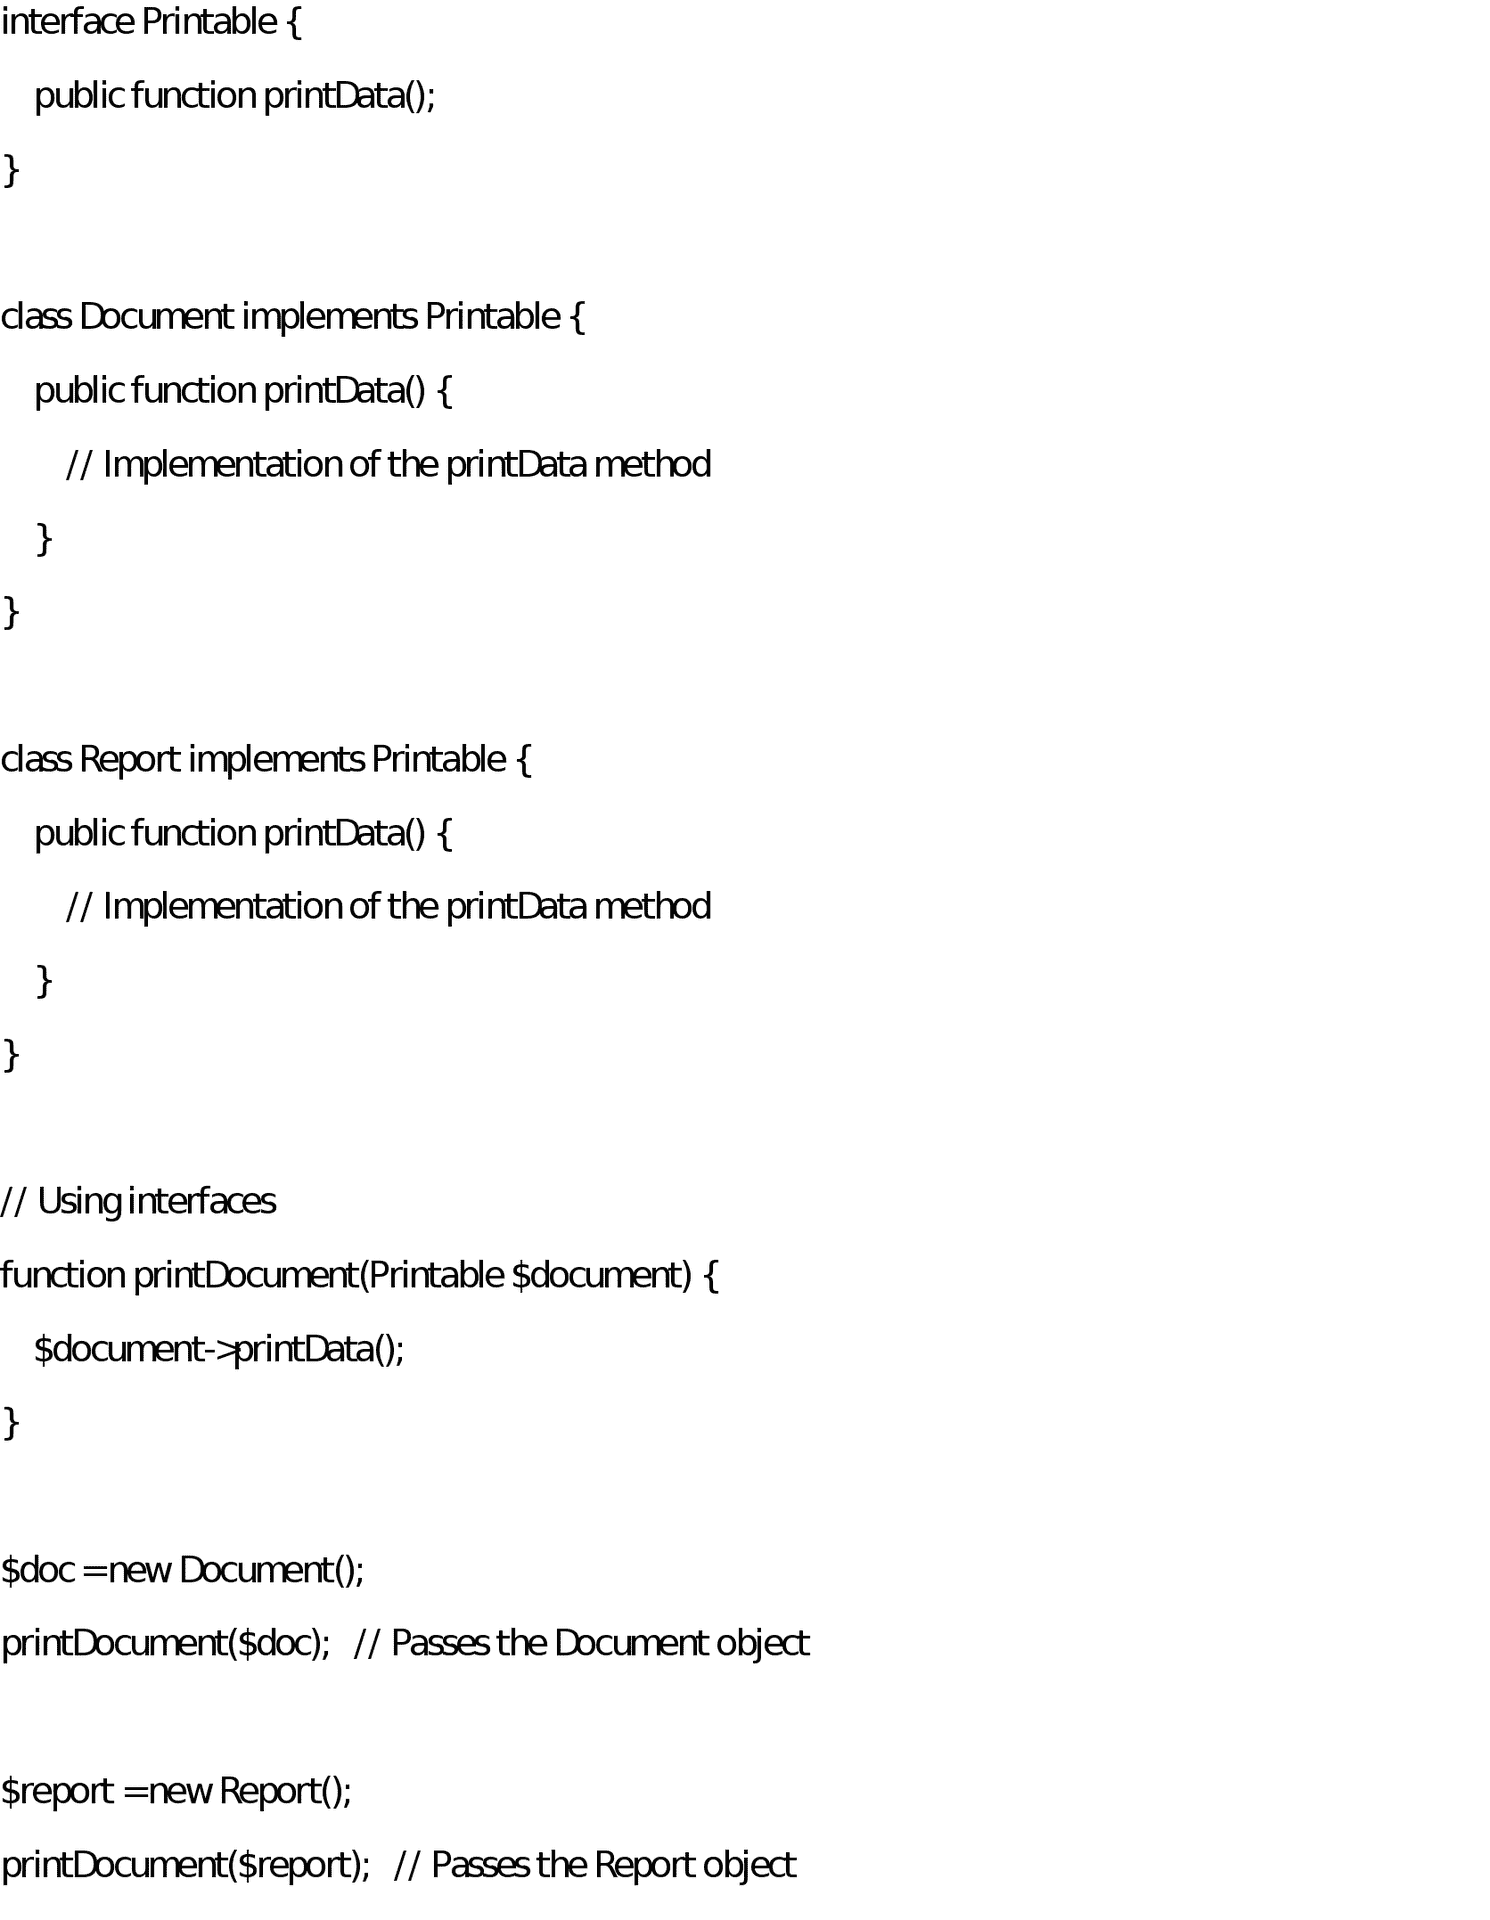 interface Printable {
    public function printData();
}

class Document implements Printable {
    public function printData() {
        // Implementation of the printData method
    }
}

class Report implements Printable {
    public function printData() {
        // Implementation of the printData method
    }
}

// Using interfaces
function printDocument(Printable $document) {
    $document->printData();
}

$doc = new Document();
printDocument($doc);  // Passes the Document object

$report = new Report();
printDocument($report);  // Passes the Report object